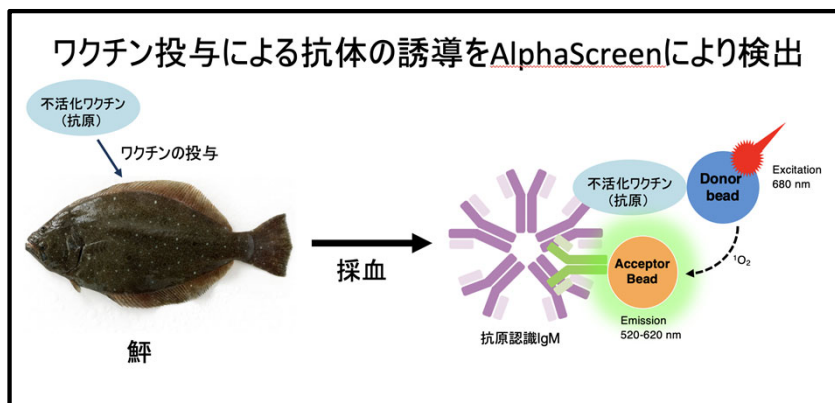 ワクチン投与による抗体の誘導をAlphaScreenにより検出
不活化ワクチン
（抗原）
ワクチンの投与
鮃
採血
不活化ワクチン
（抗原）
Donor
bead
Excitation
680 nm
¹O₂
Acceptor
Bead
Emission
520-620 nm
抗原認識IgM